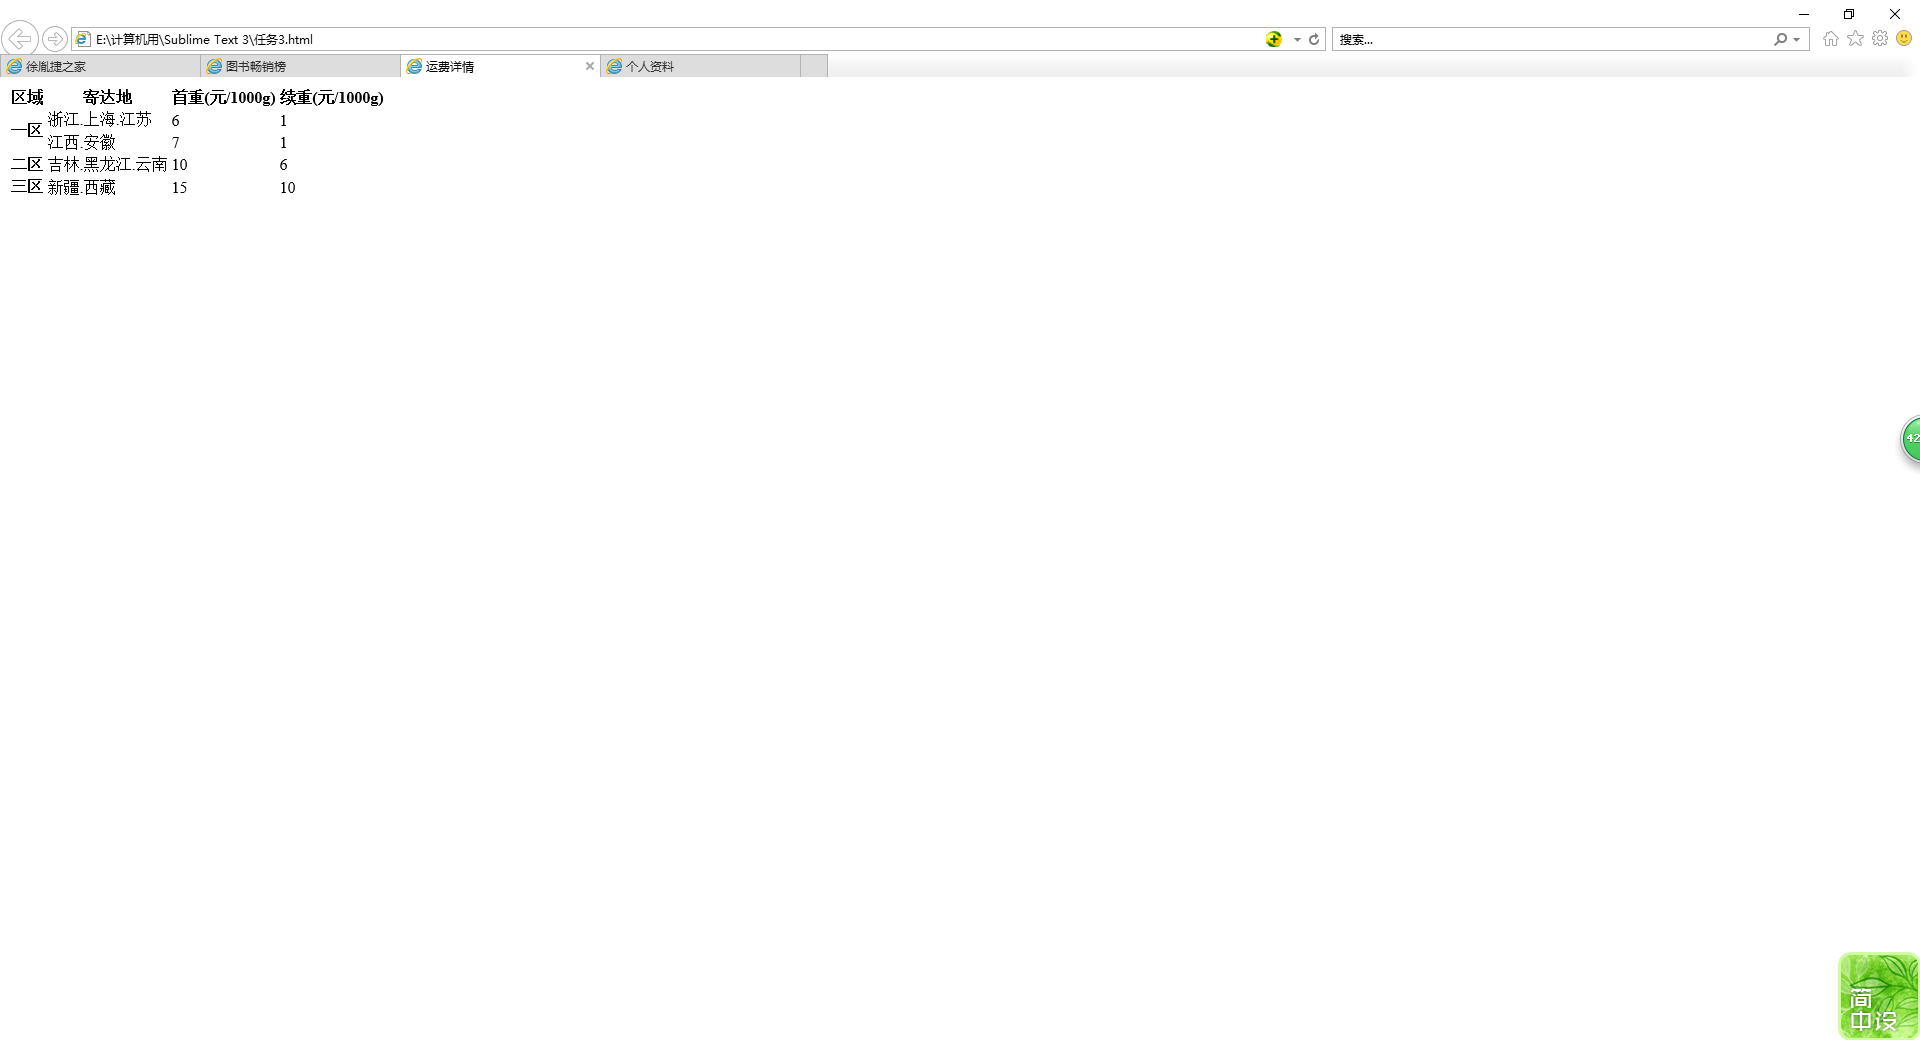 E:\计算机用\Sublime Text 3\任务3.html
搜索...
徐胤捷之家
图书畅销榜
运费详情
个人资料
区域 寄达地 首重(元/1000g) 续重(元/1000g)
一区 浙江.上海.江苏 6 1
江西.安徽 7 1
二区 吉林.黑龙江.云南 10 6
三区 新疆.西藏 15 10
42
简
中设